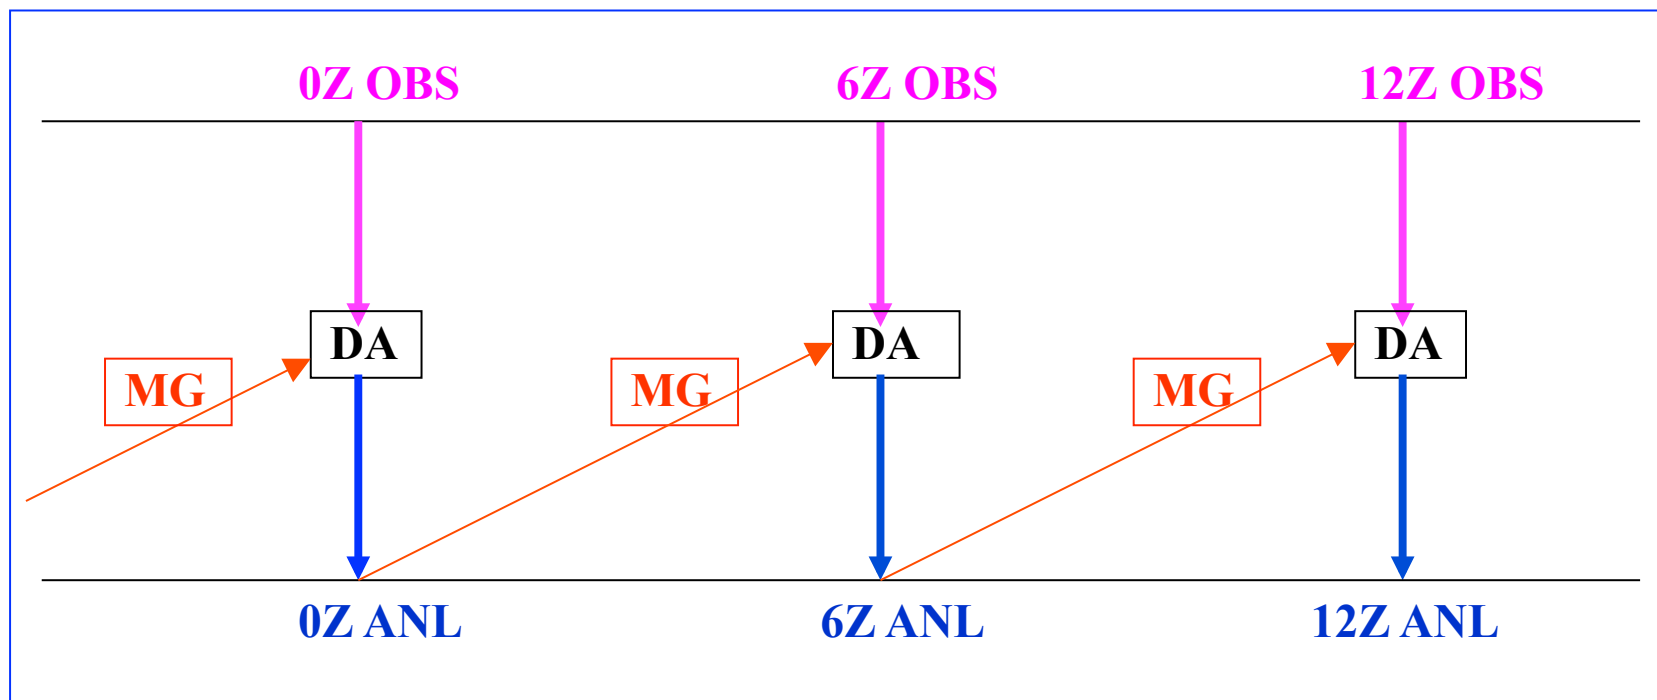 0Z OBS
6Z OBS
12Z OBS
DA
DA
DA
MG
MG
MG
0Z ANL
6Z ANL
12Z ANL